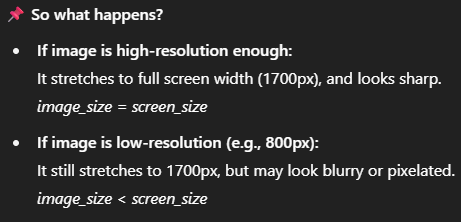 📌 So what happens?
• If image is high-resolution enough:
It stretches to full screen width (1700px), and looks sharp.
image_size = screen_size
• If image is low-resolution (e.g., 800px):
It still stretches to 1700px, but may look blurry or pixelated.
image_size < screen_size